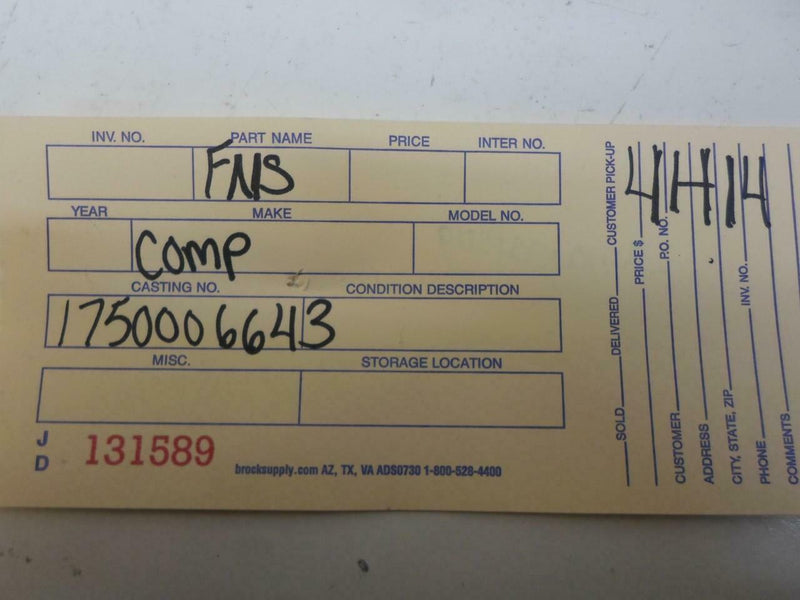 INV. NO. PART NAME PRICE INTER NO.
FNS
YEAR MAKE MODEL NO.
COMP
CASTING NO. CONDITION DESCRIPTION
1750006643
MISC. STORAGE LOCATION
J
D
131589
brocksupply.com AZ, TX, VA ADS0730 1-800-528-4400
SOLD DELIVERED CUSTOMER PICK-UP
PRICE $
CUSTOMER P.O. NO.
ADDRESS
CITY, STATE, ZIP
PHONE INV. NO.
COMMENTS
4H14